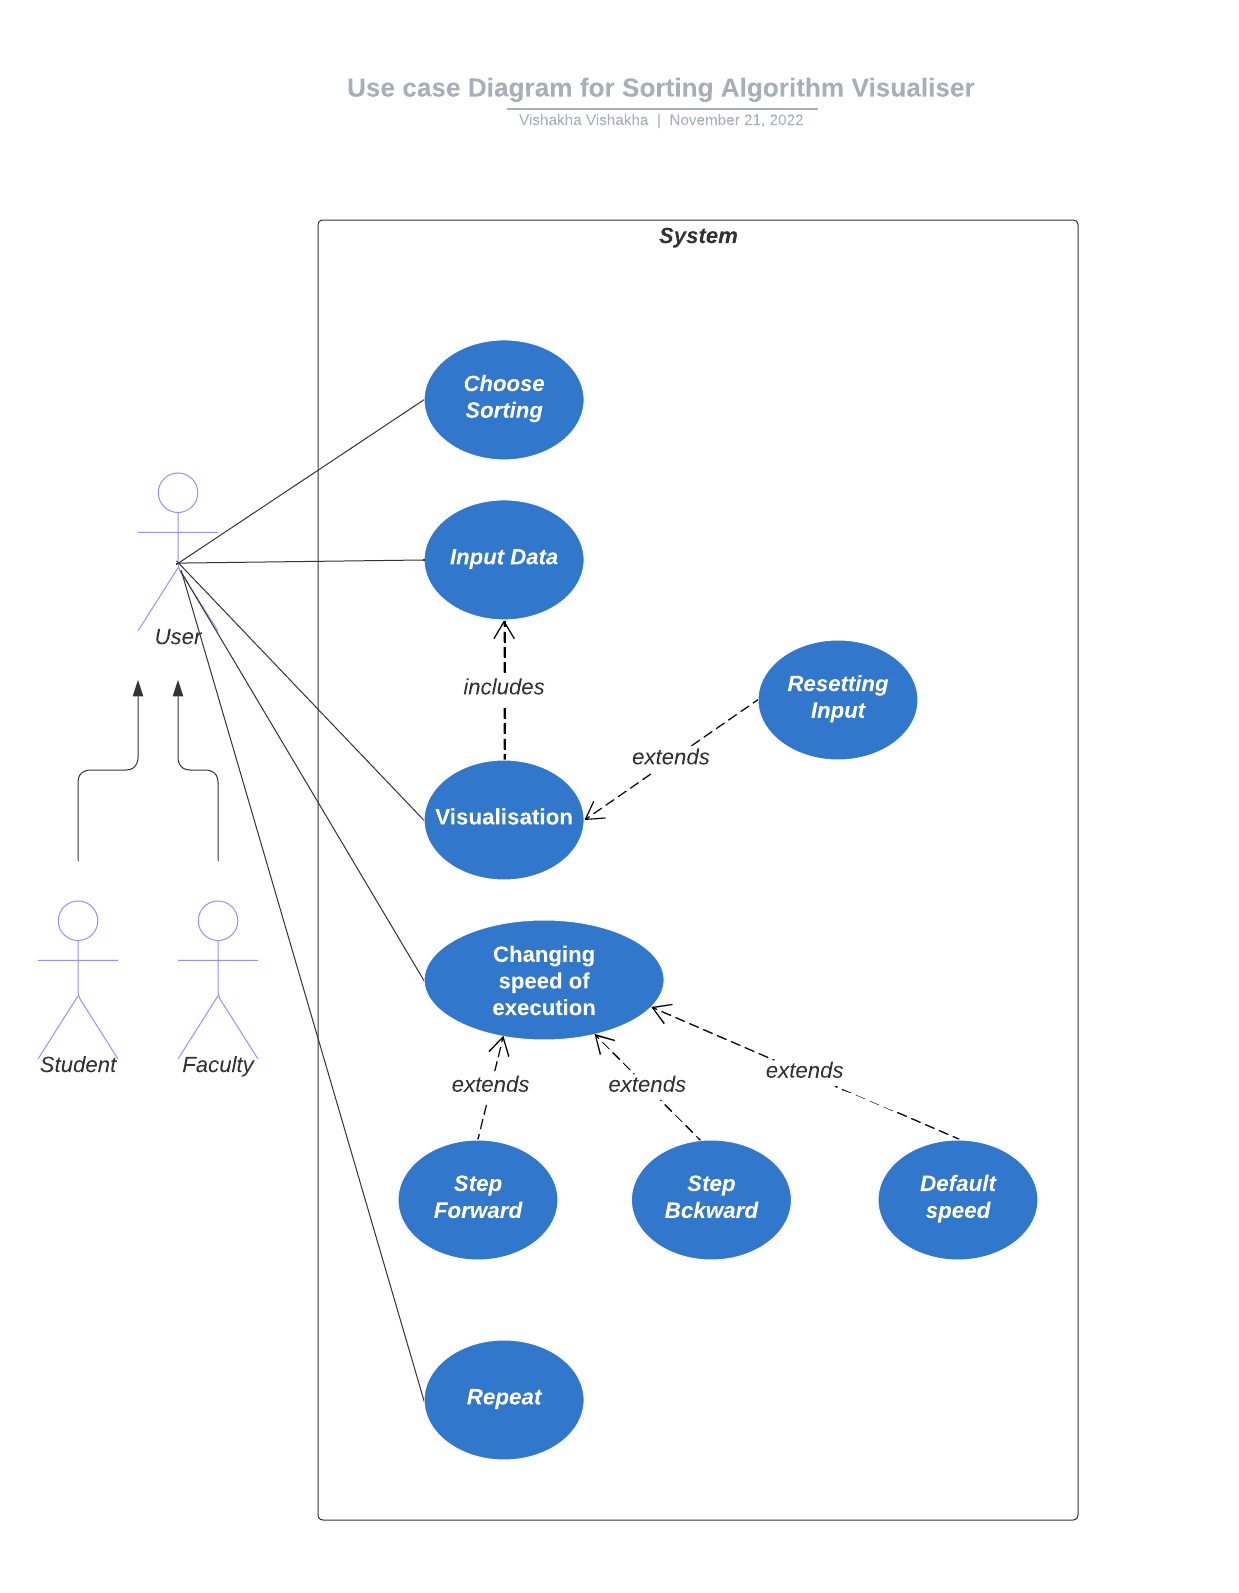 Use case Diagram for Sorting Algorithm Visualiser
Vishakha Vishakha | November 21, 2022
System
Choose
Sorting
Input Data
User
includes
Resetting
Input
extends
Visualisation
Changing
speed of
execution
Student
Faculty
extends
extends
extends
Step
Forward
Step
Bckward
Default
speed
Repeat